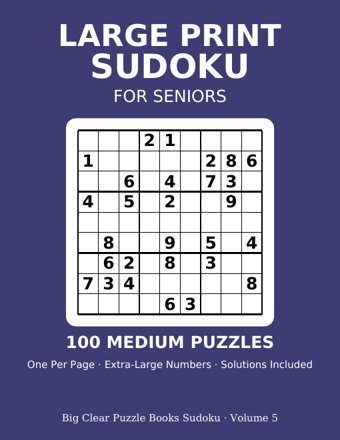 LARGE PRINT
SUDOKU
FOR SENIORS
2 1
1 2 8 6
6 4 7 3
4 5 2 9
8 9 5 4
6 2 8 3
7 3 4 8
6 3
100 MEDIUM PUZZLES
One Per Page · Extra-Large Numbers · Solutions Included
Big Clear Puzzle Books Sudoku · Volume 5